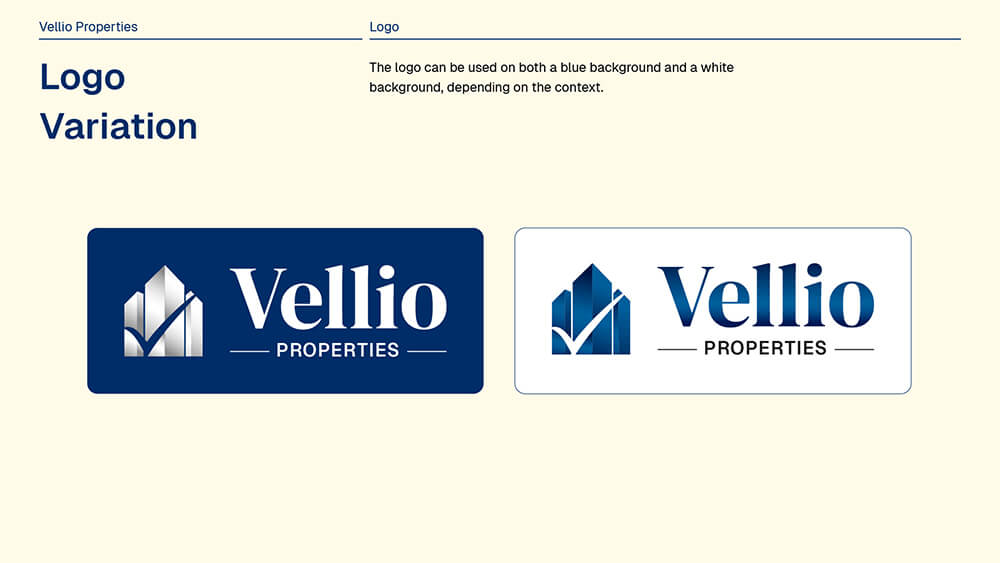 Vellio Properties
Logo
Logo
Variation
The logo can be used on both a blue background and a white
background, depending on the context.
Vellio
PROPERTIES
Vellio
PROPERTIES